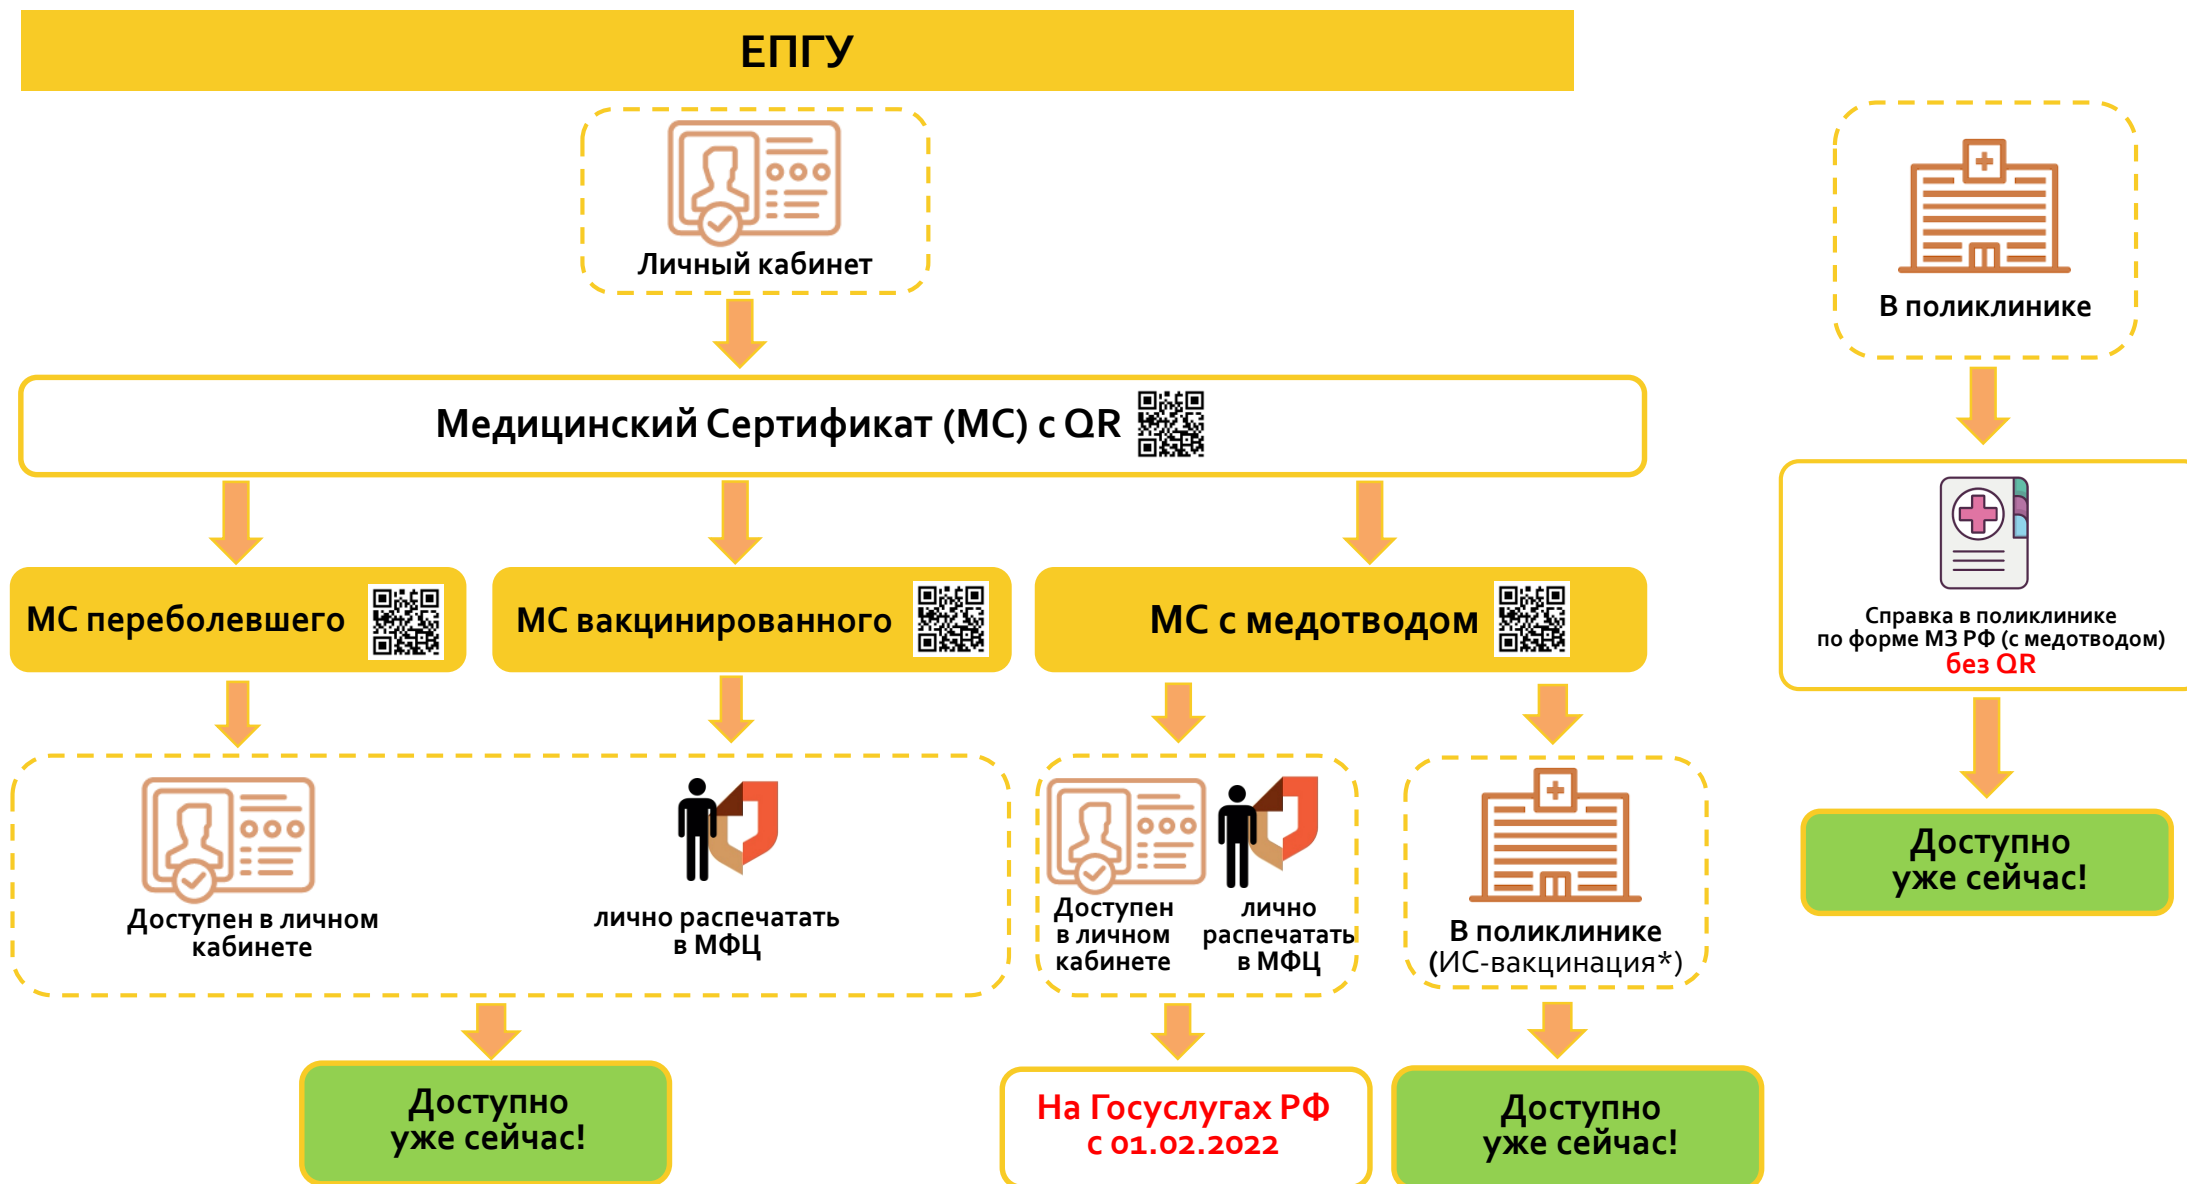 ЕПГУ
Личный кабинет
В поликлинике
Медицинский Сертификат (МС) с QR
МС переболевшего
МС вакцинированного
МС с медотводом
Справка в поликлинике
по форме МЗ РФ (с медотводом)
без QR
Доступен в личном
кабинете
лично распечатать
в МФЦ
Доступен
в личном
кабинете
лично
распечатать
в МФЦ
В поликлинике
(ИС-вакцинация*)
Доступно
уже сейчас!
Доступно
уже сейчас!
На Госуслугах РФ
с 01.02.2022
Доступно
уже сейчас!